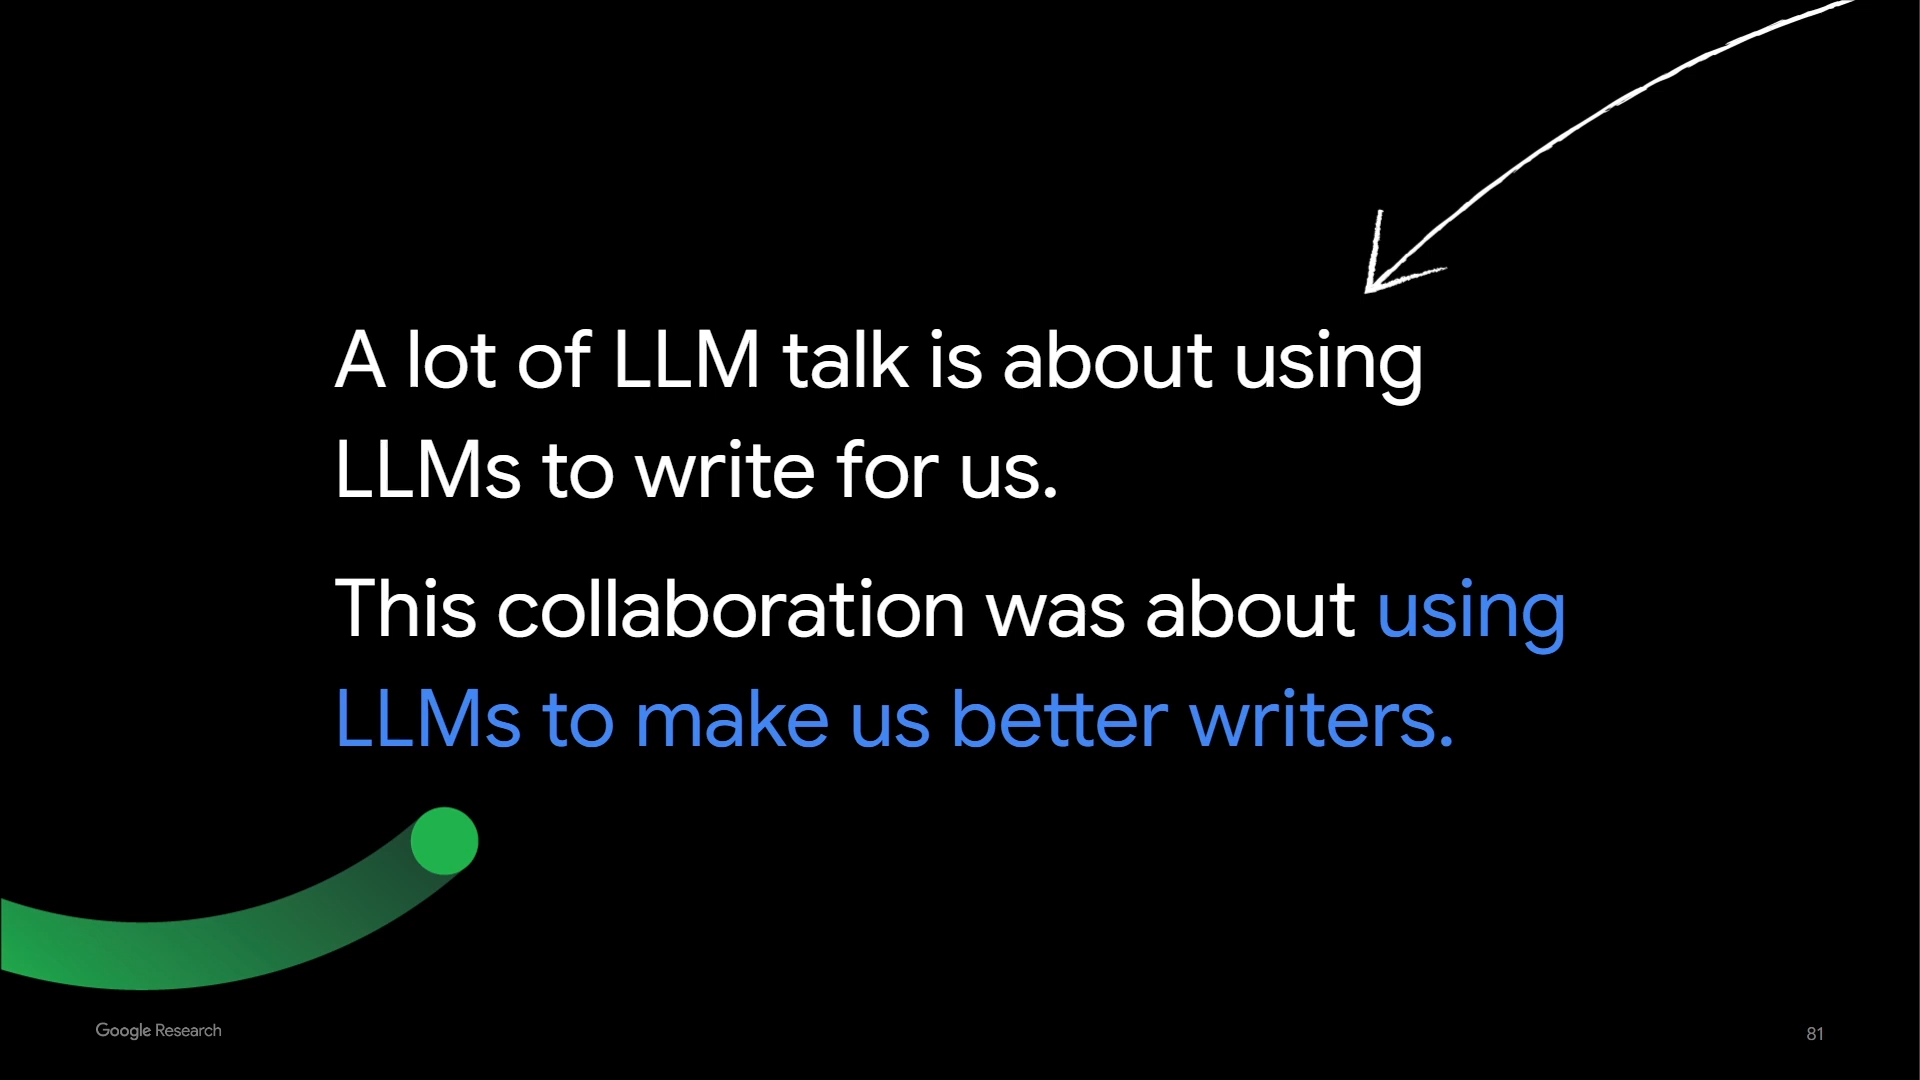 A lot of LLM talk is about using
LLMs to write for us.
This collaboration was about using
LLMs to make us better writers.
Google Research
81